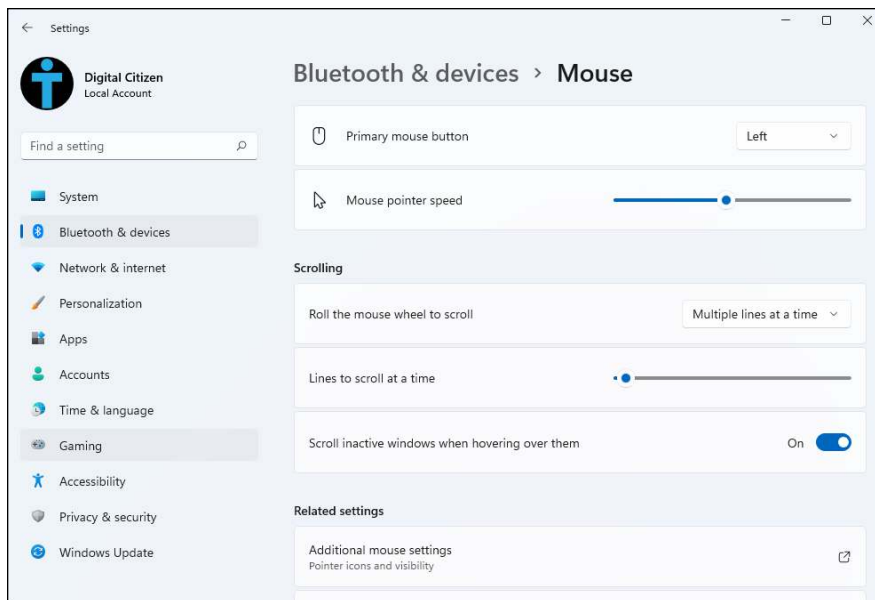 Settings
Digital Citizen
Local Account
Find a setting
System
Bluetooth & devices
Network & internet
Personalization
Apps
Accounts
Time & language
Gaming
Accessibility
Privacy & security
Windows Update
Bluetooth & devices › Mouse
Primary mouse button
Left
Mouse pointer speed
Scrolling
Roll the mouse wheel to scroll
Multiple lines at a time
Lines to scroll at a time
Scroll inactive windows when hovering over them
On
Related settings
Additional mouse settings
Pointer icons and visibility